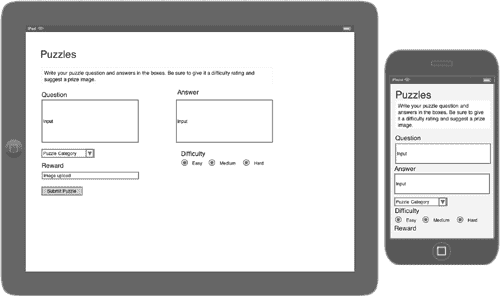 iPad
Puzzles
Write your puzzle question and answers in the boxes. Be sure to give it a difficulty rating and
suggest a prize image.
Question
Answer
Input
Input
Puzzle Category
Difficulty
Easy Medium Hard
Reward
Image upload
Submit Puzzle
iPhone
Puzzles
Write your puzzle question
and answers in the boxes.
Be sure to give it a difficulty
rating and suggest a prize
image.
Question
Input
Answer
Input
Puzzle Category
Difficulty
Easy Medium Hard
Reward